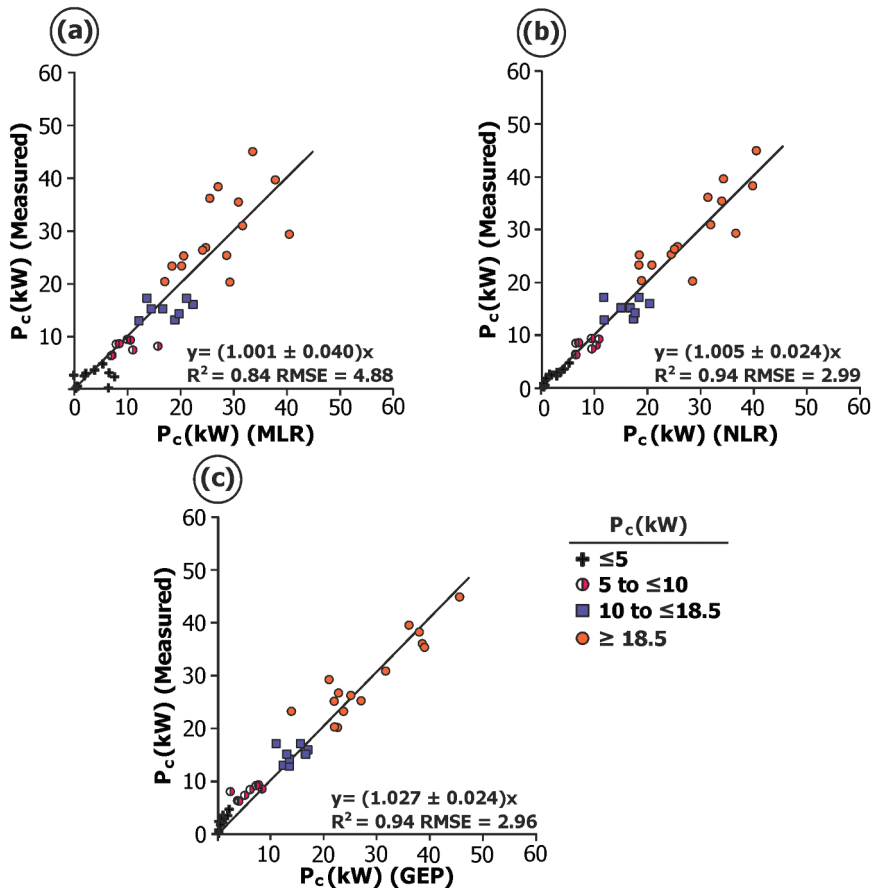 (a)
60
50
40
30
20
10
0
0 10 20 30 40 50 60
Pc(kW) (Measured)
y= (1.001 ± 0.040)x
R² = 0.84 RMSE = 4.88
Pc(kW) (MLR)
(b)
60
50
40
30
20
10
0
0 10 20 30 40 50 60
Pc(kW) (Measured)
y= (1.005 ± 0.024)x
R² = 0.94 RMSE = 2.99
Pc(kW) (NLR)
(c)
60
50
40
30
20
10
0
10 20 30 40 50 60
Pc(kW) (Measured)
y= (1.027 ± 0.024)x
R² = 0.94 RMSE = 2.96
Pc(kW) (GEP)
Pc(kW)
≤5
5 to ≤10
10 to ≤18.5
≥ 18.5